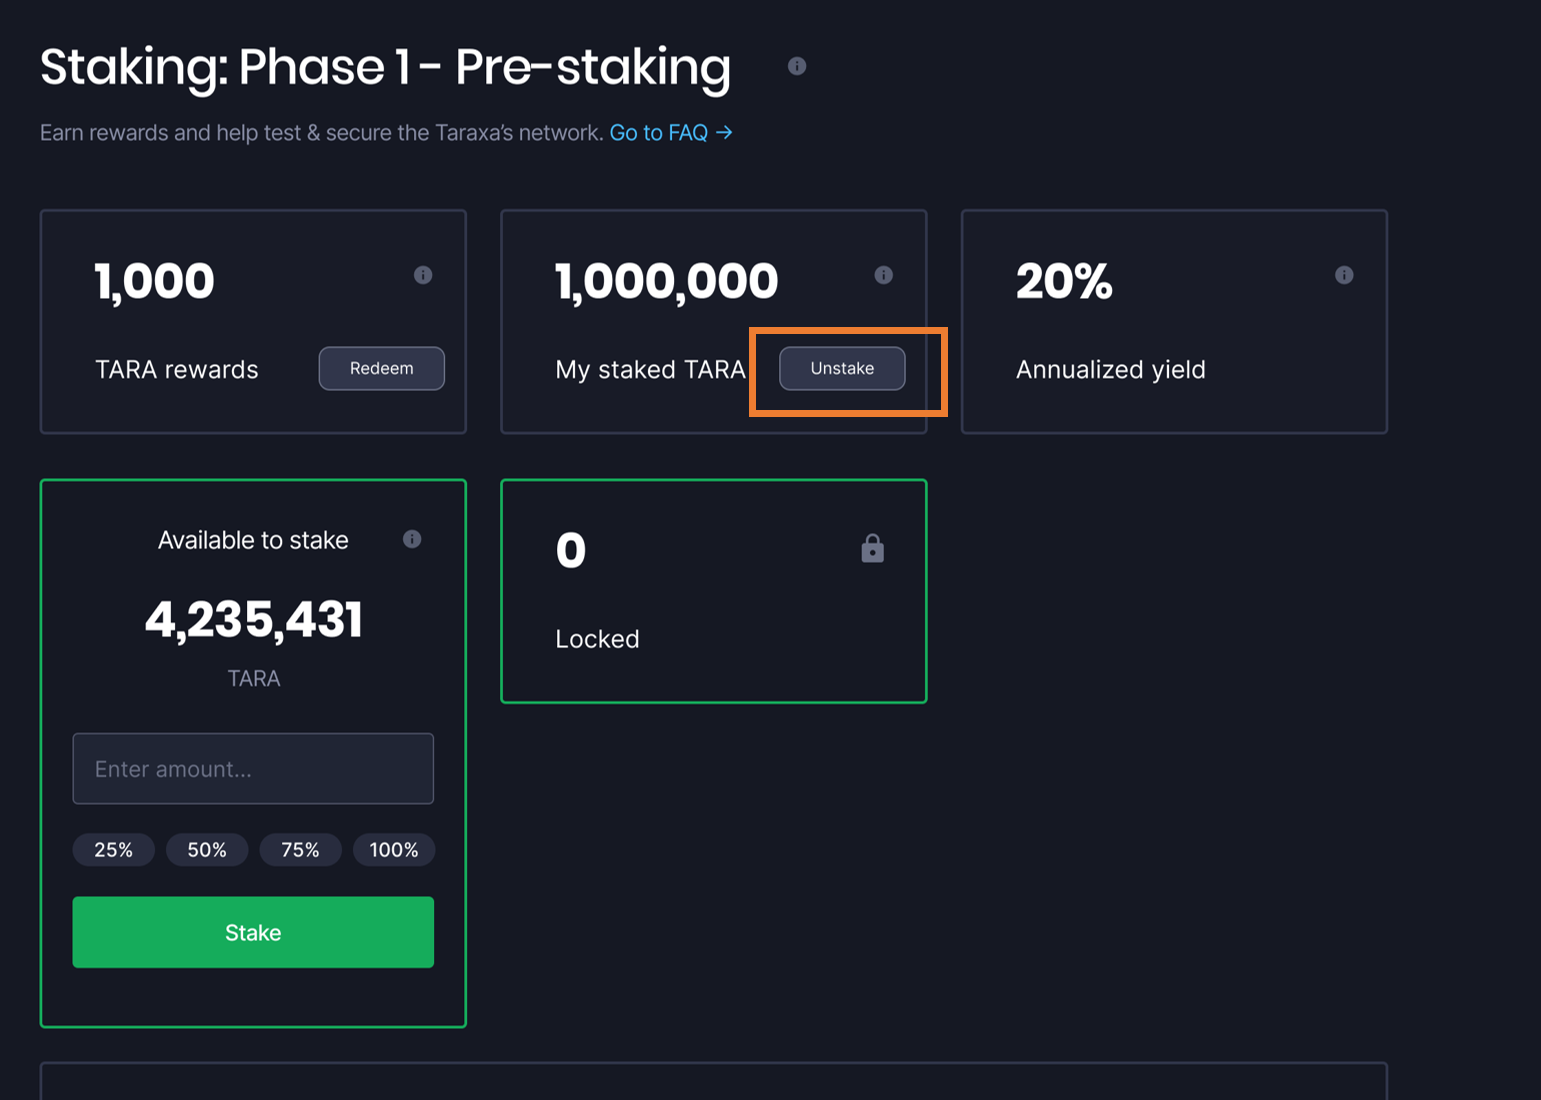 Staking: Phase 1 - Pre-staking
Earn rewards and help test & secure the Taraxa's network. Go to FAQ →
1,000
TARA rewards
Redeem
1,000,000
My staked TARA
Unstake
20%
Annualized yield
Available to stake
4,235,431
TARA
Enter amount...
25% 50% 75% 100%
Stake
0
Locked